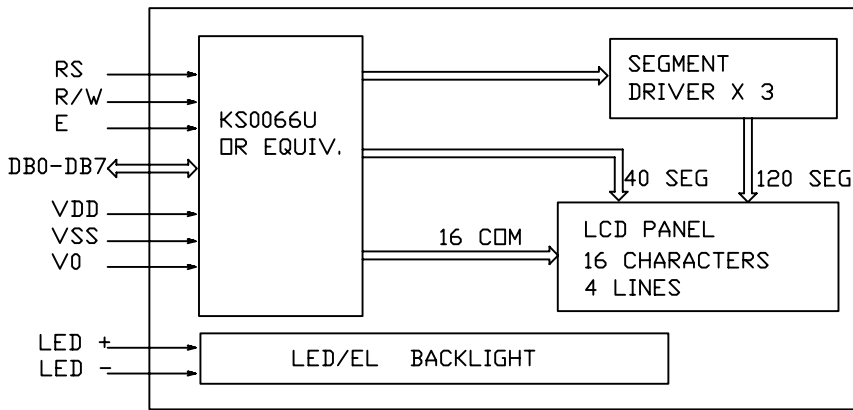 RS
R/W
E
DB0-DB7
VDD
VSS
V0
LED +
LED -
KS0066U
OR EQUIV.
SEGMENT
DRIVER X 3
40 SEG
120 SEG
16 COM
LCD PANEL
16 CHARACTERS
4 LINES
LED/EL BACKLIGHT